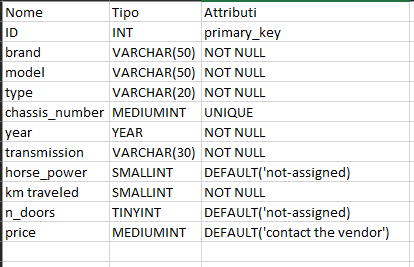 Nome Tipo Attributi
ID INT primary_key
brand VARCHAR(50) NOT NULL
model VARCHAR(50) NOT NULL
type VARCHAR(20) NOT NULL
chassis_number MEDIUMINT UNIQUE
year YEAR NOT NULL
transmission VARCHAR(30) NOT NULL
horse_power SMALLINT DEFAULT('not-assigned)
km traveled SMALLINT NOT NULL
n_doors TINYINT DEFAULT('not-assigned)
price MEDIUMINT DEFAULT('contact the vendor')